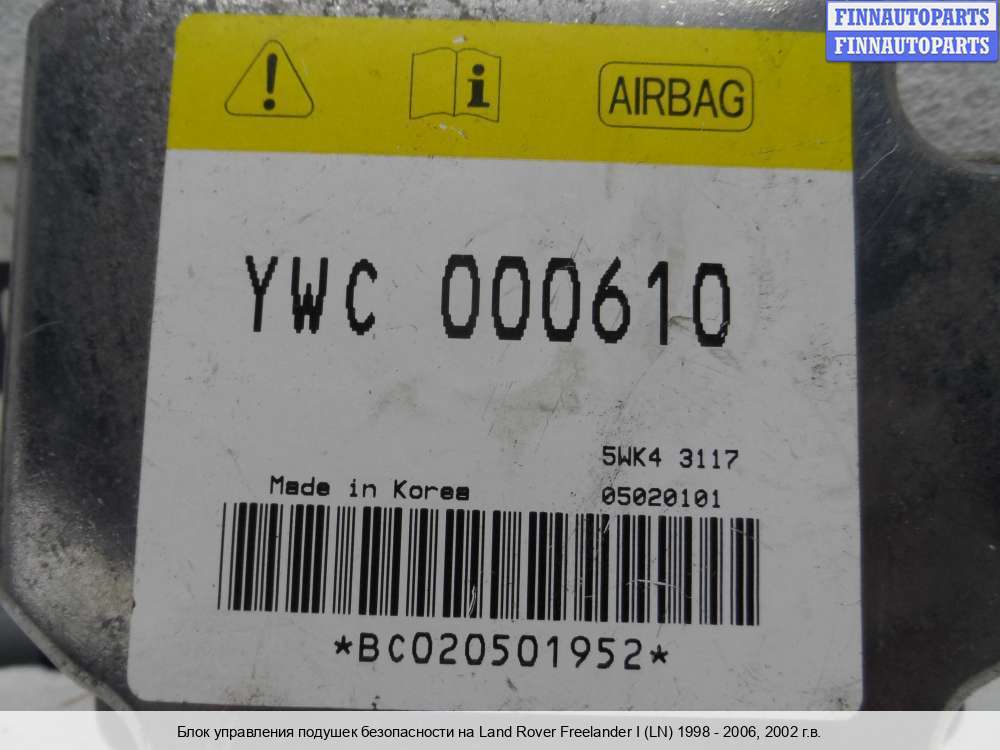 FINNAUTOPARTS
FINNAUTOPARTS
AIRBAG
YWC 000610
5WK4 3117
Made in Korea
05020101
*BC020501952*
Блок управления подушек безопасности на Land Rover Freelander I (LN) 1998 - 2006, 2002 г.в.